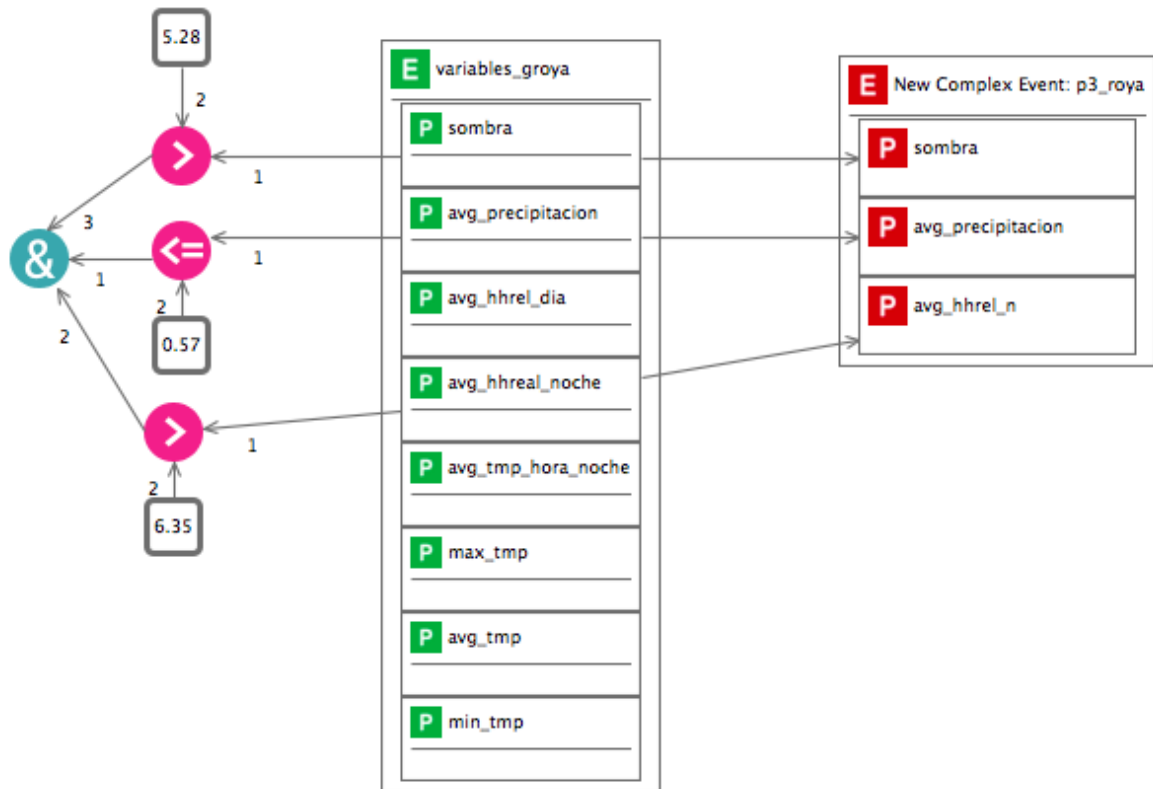 5.28
2
>
1
3
&
1
<=
1
2
0.57
2
>
1
2
6.35
E variables_groya
P sombra
P avg_precipitacion
P avg_hhrel_dia
P avg_hhreal_noche
P avg_tmp_hora_noche
P max_tmp
P avg_tmp
P min_tmp
E New Complex Event: p3_roya
P sombra
P avg_precipitacion
P avg_hhrel_n